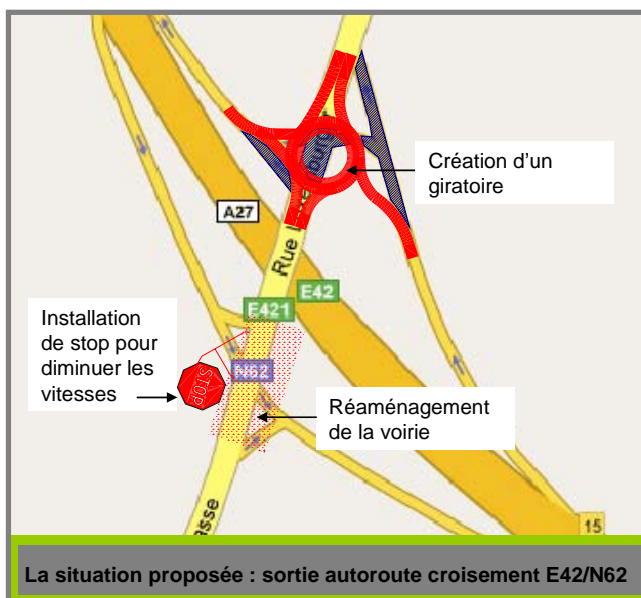 Création d'un
giratoire
A27
Rue
E42
E421
Installation
de stop pour
diminuer les
vitesses
STOP
N62
Réaménagement
de la voirie
asse
15
La situation proposée : sortie autoroute croisement E42/N62